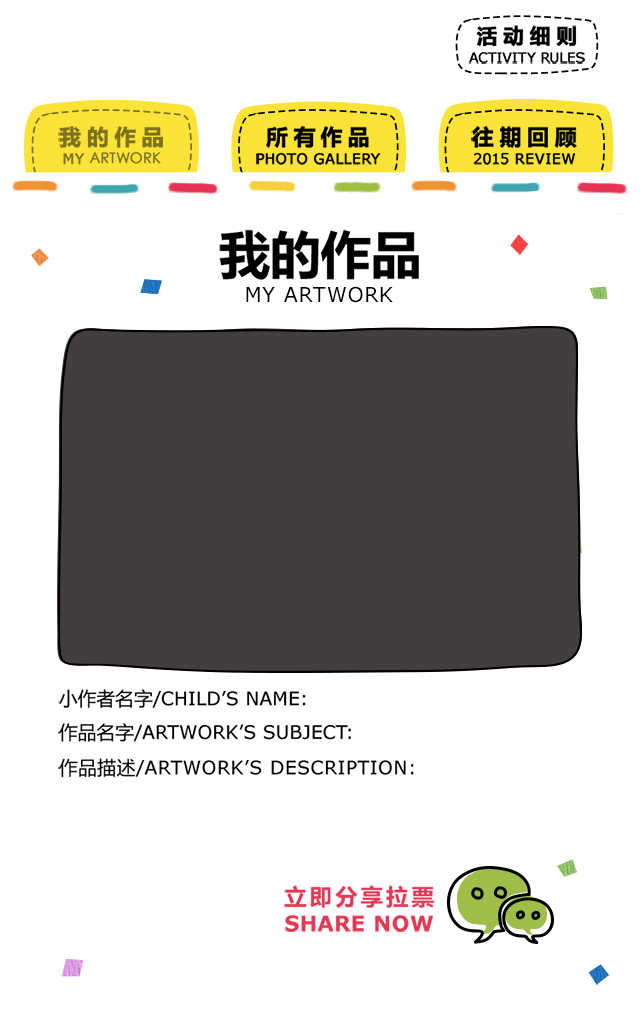 活动细则
ACTIVITY RULES
我的作品
MY ARTWORK
所有作品
PHOTO GALLERY
往期回顾
2015 REVIEW
我的作品
MY ARTWORK
小作者名字/CHILD’S NAME:
作品名字/ARTWORK’S SUBJECT:
作品描述/ARTWORK’S DESCRIPTION:
立即分享拉票
SHARE NOW